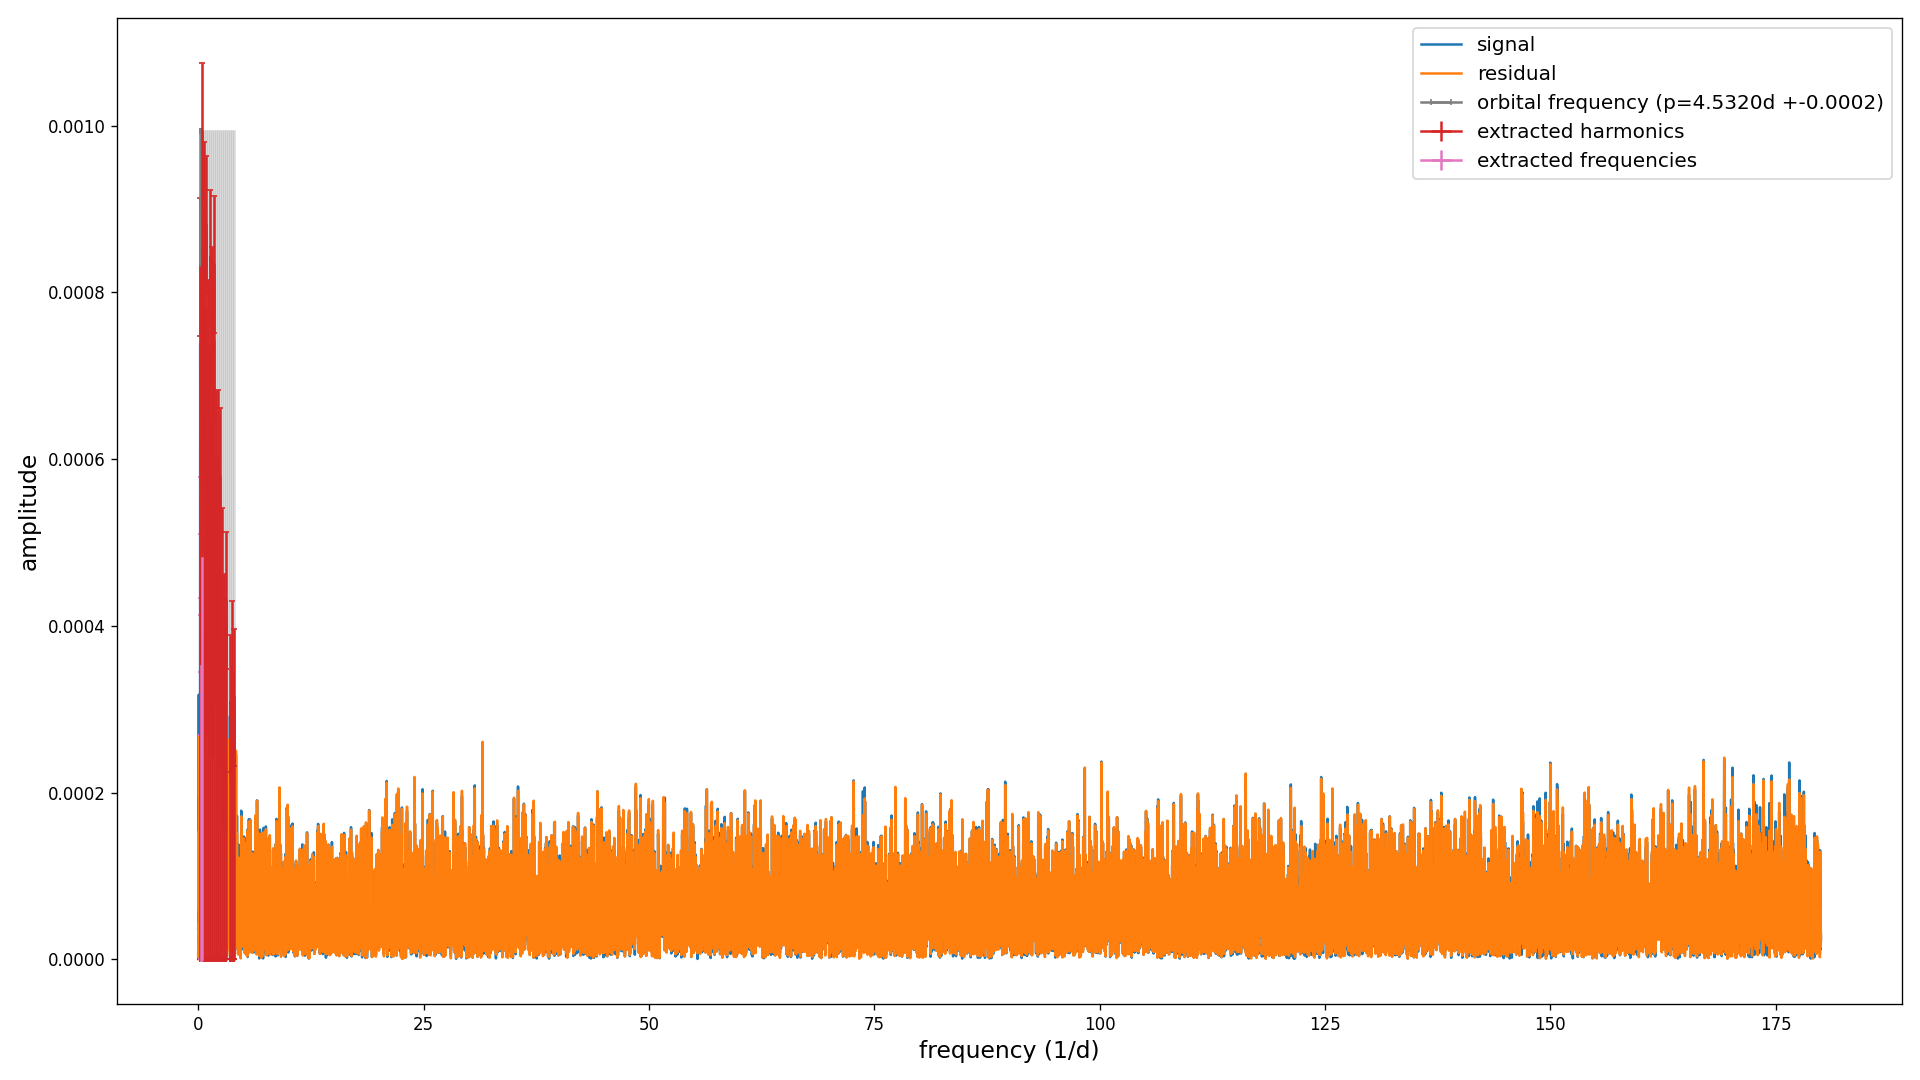 signal
residual
orbital frequency (p=4.5320d +-0.0002)
extracted harmonics
extracted frequencies
0.0010
0.0008
0.0006
0.0004
0.0002
0.0000
amplitude
0 25 50 75 100 125 150 175
frequency (1/d)